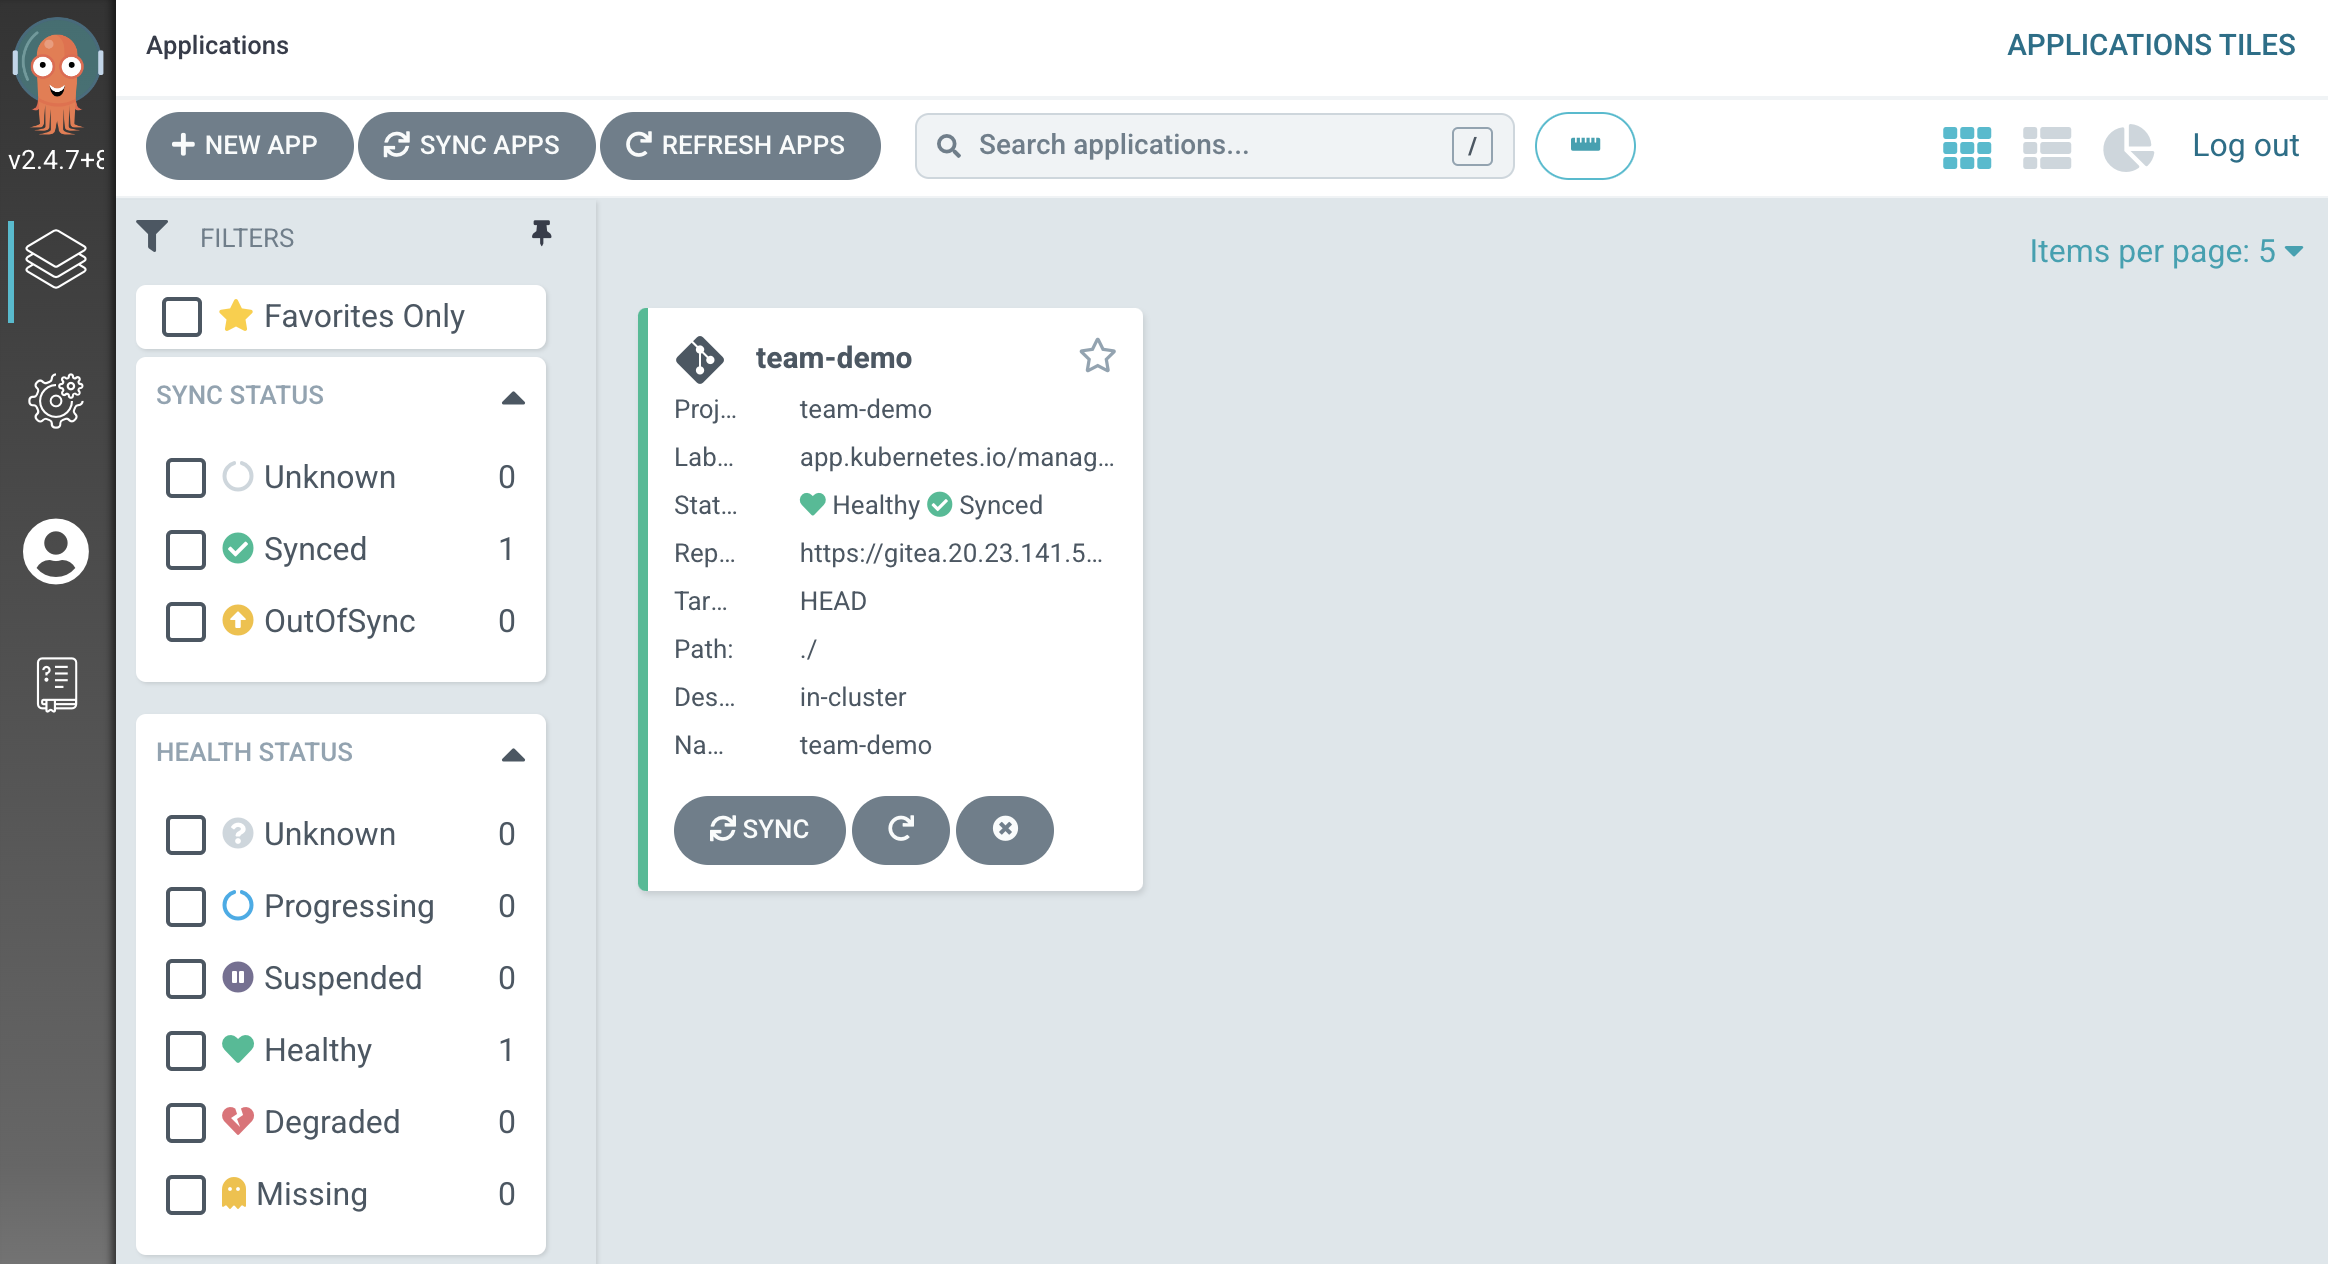 Applications
APPLICATIONS TILES
v2.4.7+8
NEW APP
SYNC APPS
REFRESH APPS
Search applications...
/
Log out
FILTERS
Items per page: 5
Favorites Only
SYNC STATUS
Unknown 0
Synced 1
OutOfSync 0
HEALTH STATUS
Unknown 0
Progressing 0
Suspended 0
Healthy 1
Degraded 0
Missing 0
team-demo
Proj... team-demo
Lab... app.kubernetes.io/manag...
Stat... Healthy Synced
Rep... https://gitea.20.23.141.5...
Tar... HEAD
Path: ./
Des... in-cluster
Na... team-demo
SYNC